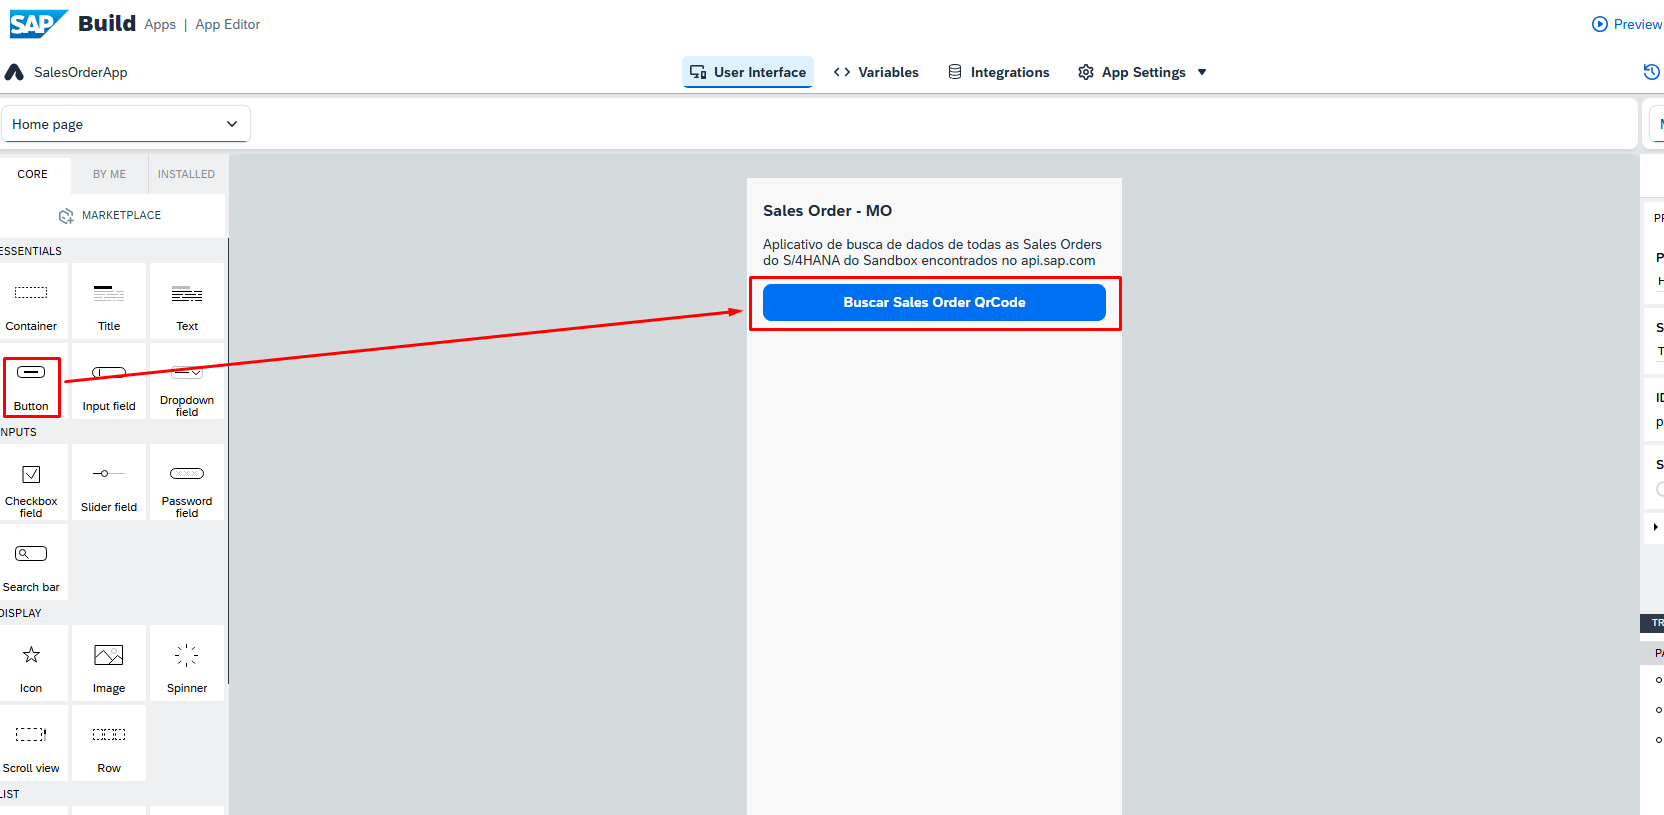 SAP Build Apps | App Editor
Preview
SalesOrderApp
User Interface
Variables
Integrations
App Settings
Home page
CORE
BY ME
INSTALLED
MARKETPLACE
ESSENTIALS
Container
Title
Text
Button
Input field
Dropdown
field
NPUTS
Checkbox
field
Slider field
Password
field
Search bar
DISPLAY
Icon
Image
Spinner
Scroll view
Row
LIST
Sales Order - MO
Aplicativo de busca de dados de todas as Sales Orders
do S/4HANA do Sandbox encontrados no api.sap.com
Buscar Sales Order QrCode